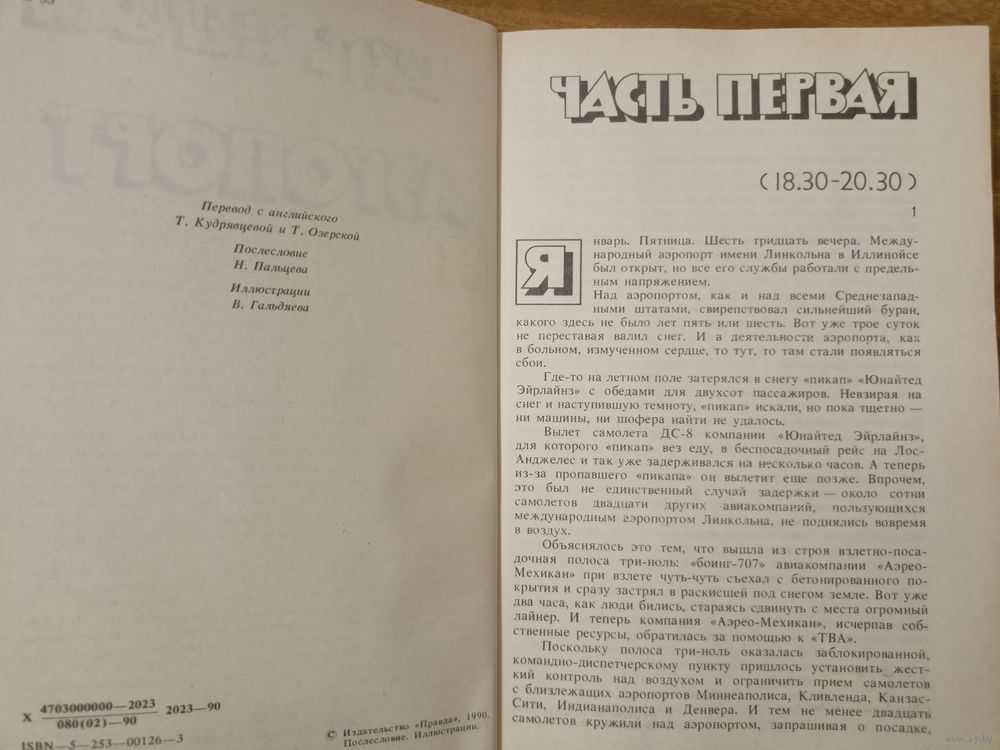 Перевод с английского
Т. Кудрявцевой и Т. Озерской
Послесловие
Н. Пальцева
Иллюстрации
В. Гальдяева
Х 4703000000—2023
080(02)—90
2023—90
ISBN—5—253—00126—3
© Издательство «Правда», 1990.
Послесловие. Иллюстрации.
ЧАСТЬ ПЕРВАЯ
(18.30-20.30)
1
Январь. Пятница. Шесть тридцать вечера. Между-
народный аэропорт имени Линкольна в Иллинойсе
был открыт, но все его службы работали с предель-
ным напряжением.
Над аэропортом, как и над всеми Среднезапад-
ными штатами, свирепствовал сильнейший буран,
какого здесь не было лет пять или шесть. Вот уже трое суток
не переставая валил снег. И в деятельности аэропорта, как
в больном, измученном сердце, то тут, то там стали появляться
сбои.
Где-то на летном поле затерялся в снегу «пикап» «Юнайтед
Эйрлайнз» с обедами для двухсот пассажиров. Невзирая на
снег и наступившую темноту, «пикап» искали, но пока тщетно —
ни машины, ни шофера найти не удалось.
Вылет самолета ДС-8 компании «Юнайтед Эйрлайнз»,
для которого «пикап» вез еду, в беспосадочный рейс на Лос-
Анджелес и так уже задерживался на несколько часов. А теперь
из-за пропавшего «пикапа» он вылетит еще позже. Впрочем,
это был не единственный случай задержки — около сотни
самолетов двадцати других авиакомпаний, пользующихся
международным аэропортом Линкольна, не поднялись вовремя
в воздух.
Объяснялось это тем, что вышла из строя взлетно-поса-
дочная полоса три-ноль: «боинг-707» авиакомпании «Аэрео-
Мехикан» при взлете чуть-чуть съехал с бетонированного по-
крытия и сразу застрял в раскисшей под снегом земле. Вот уже
два часа, как люди бились, стараясь сдвинуть с места огромный
лайнер. И теперь компания «Аэрео-Мехикан», исчерпав соб-
ственные ресурсы, обратилась за помощью к «ТВА».
Поскольку полоса три-ноль оказалась заблокированной,
командно-диспетчерскому пункту пришлось установить жест-
кий контроль над воздухом и ограничить прием самолетов
с близлежащих аэропортов Миннеаполиса, Кливленда, Канзас-
Сити, Индианаполиса и Денвера. И тем не менее двадцать
самолетов кружили над аэропортом, запрашивая о посадке,